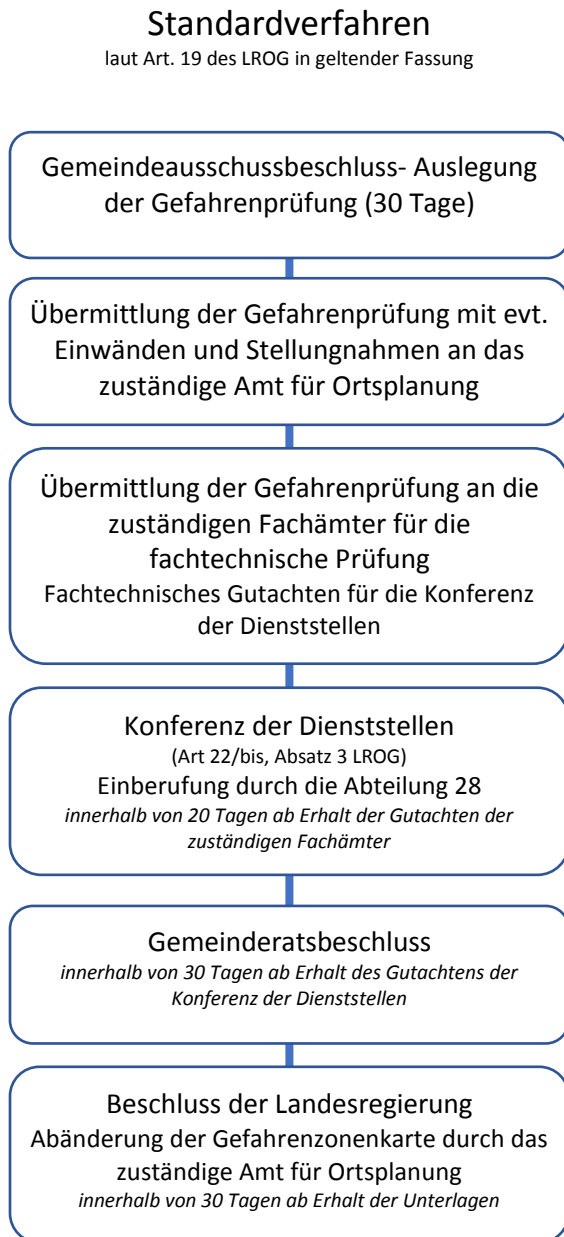 Standardverfahren
laut Art. 19 des LROG in geltender Fassung
Gemeindeausschussbeschluss- Auslegung
der Gefahrenprüfung (30 Tage)
Übermittlung der Gefahrenprüfung mit evt.
Einwänden und Stellungnahmen an das
zuständige Amt für Ortsplanung
Übermittlung der Gefahrenprüfung an die
zuständigen Fachämter für die
fachtechnische Prüfung
Fachtechnisches Gutachten für die Konferenz
der Dienststellen
Konferenz der Dienststellen
(Art 22/bis, Absatz 3 LROG)
Einberufung durch die Abteilung 28
innerhalb von 20 Tagen ab Erhalt der Gutachten der
zuständigen Fachämter
Gemeinderatsbeschluss
innerhalb von 30 Tagen ab Erhalt des Gutachtens der
Konferenz der Dienststellen
Beschluss der Landesregierung
Abänderung der Gefahrenzonenkarte durch das
zuständige Amt für Ortsplanung
innerhalb von 30 Tagen ab Erhalt der Unterlagen